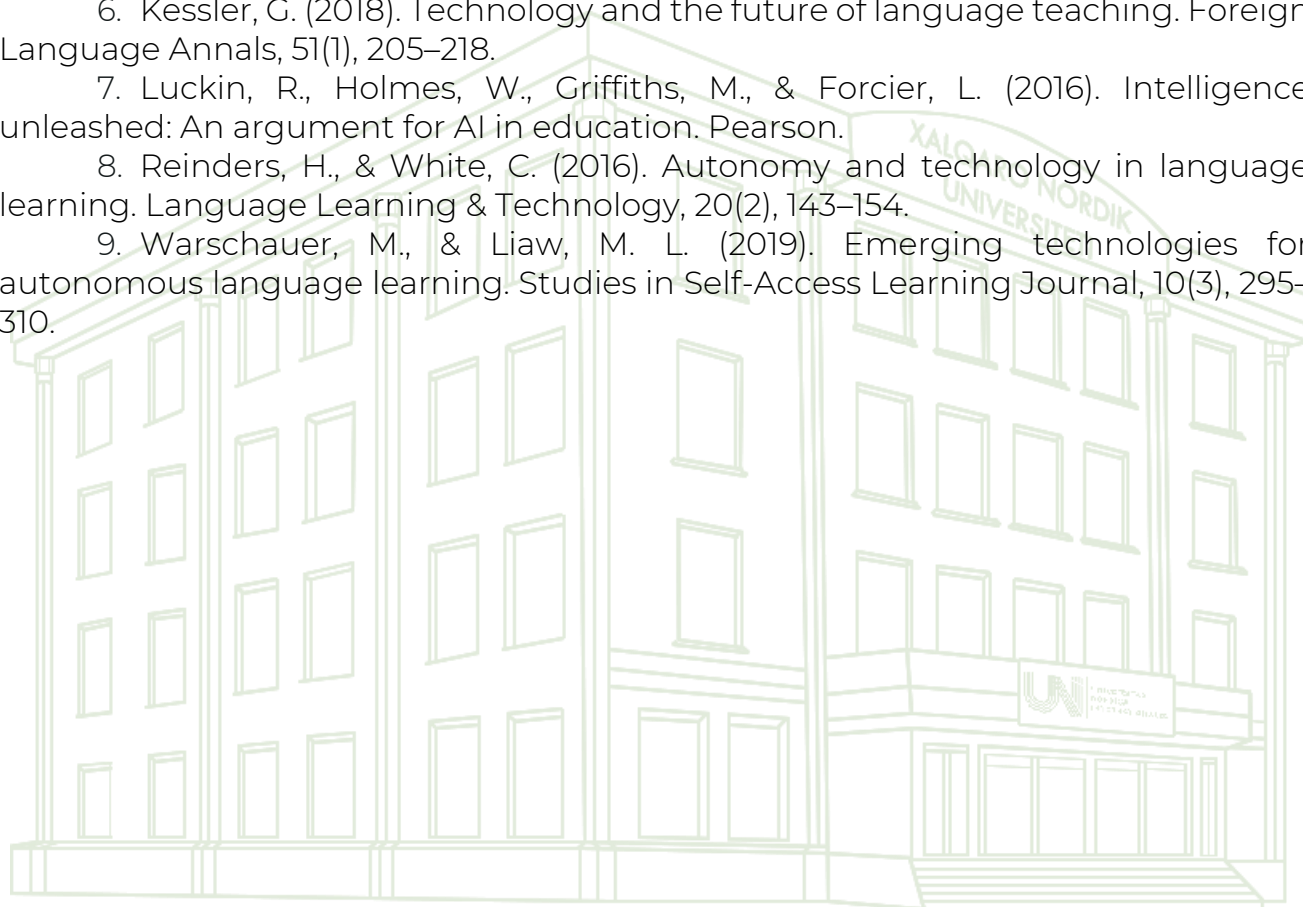 6. Kessler, G. (2018). Technology and the future of language teaching. Foreign
Language Annals, 51(1), 205–218.
7. Luckin, R., Holmes, W., Griffiths, M., & Forcier, L. (2016). Intelligence
unleashed: An argument for AI in education. Pearson.
8. Reinders, H., & White, C. (2016). Autonomy and technology in language
learning. Language Learning & Technology, 20(2), 143–154.
9. Warschauer, M., & Liaw, M. L. (2019). Emerging technologies for
autonomous language learning. Studies in Self-Access Learning Journal, 10(3), 295–
310.
XALQARO NORDIK
UNIVERSITETI
UNI